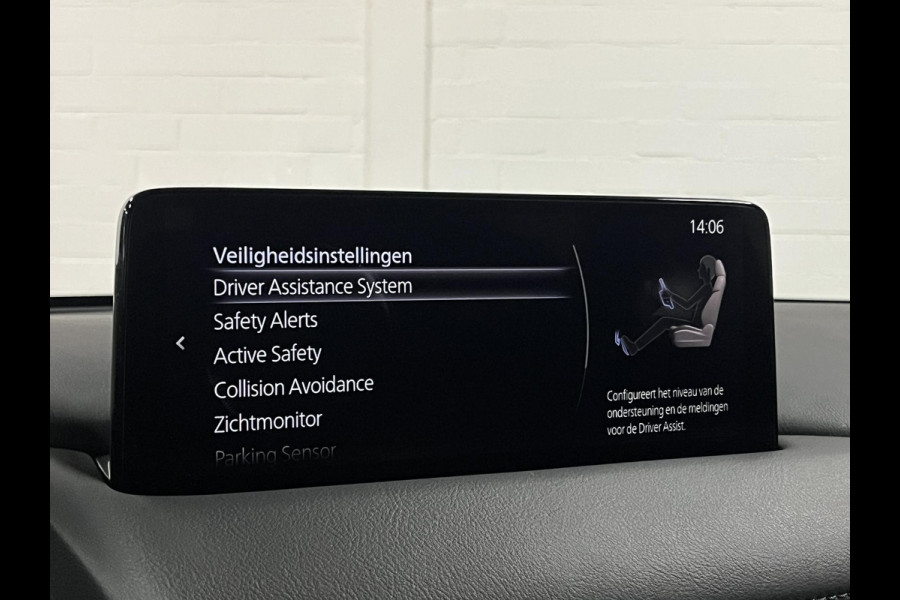 14:06
Veiligheidsinstellingen
Driver Assistance System
Safety Alerts
Active Safety
Collision Avoidance
Zichtmonitor
Parking Sensor
Configureert het niveau van de
ondersteuning en de meldingen
voor de Driver Assist.